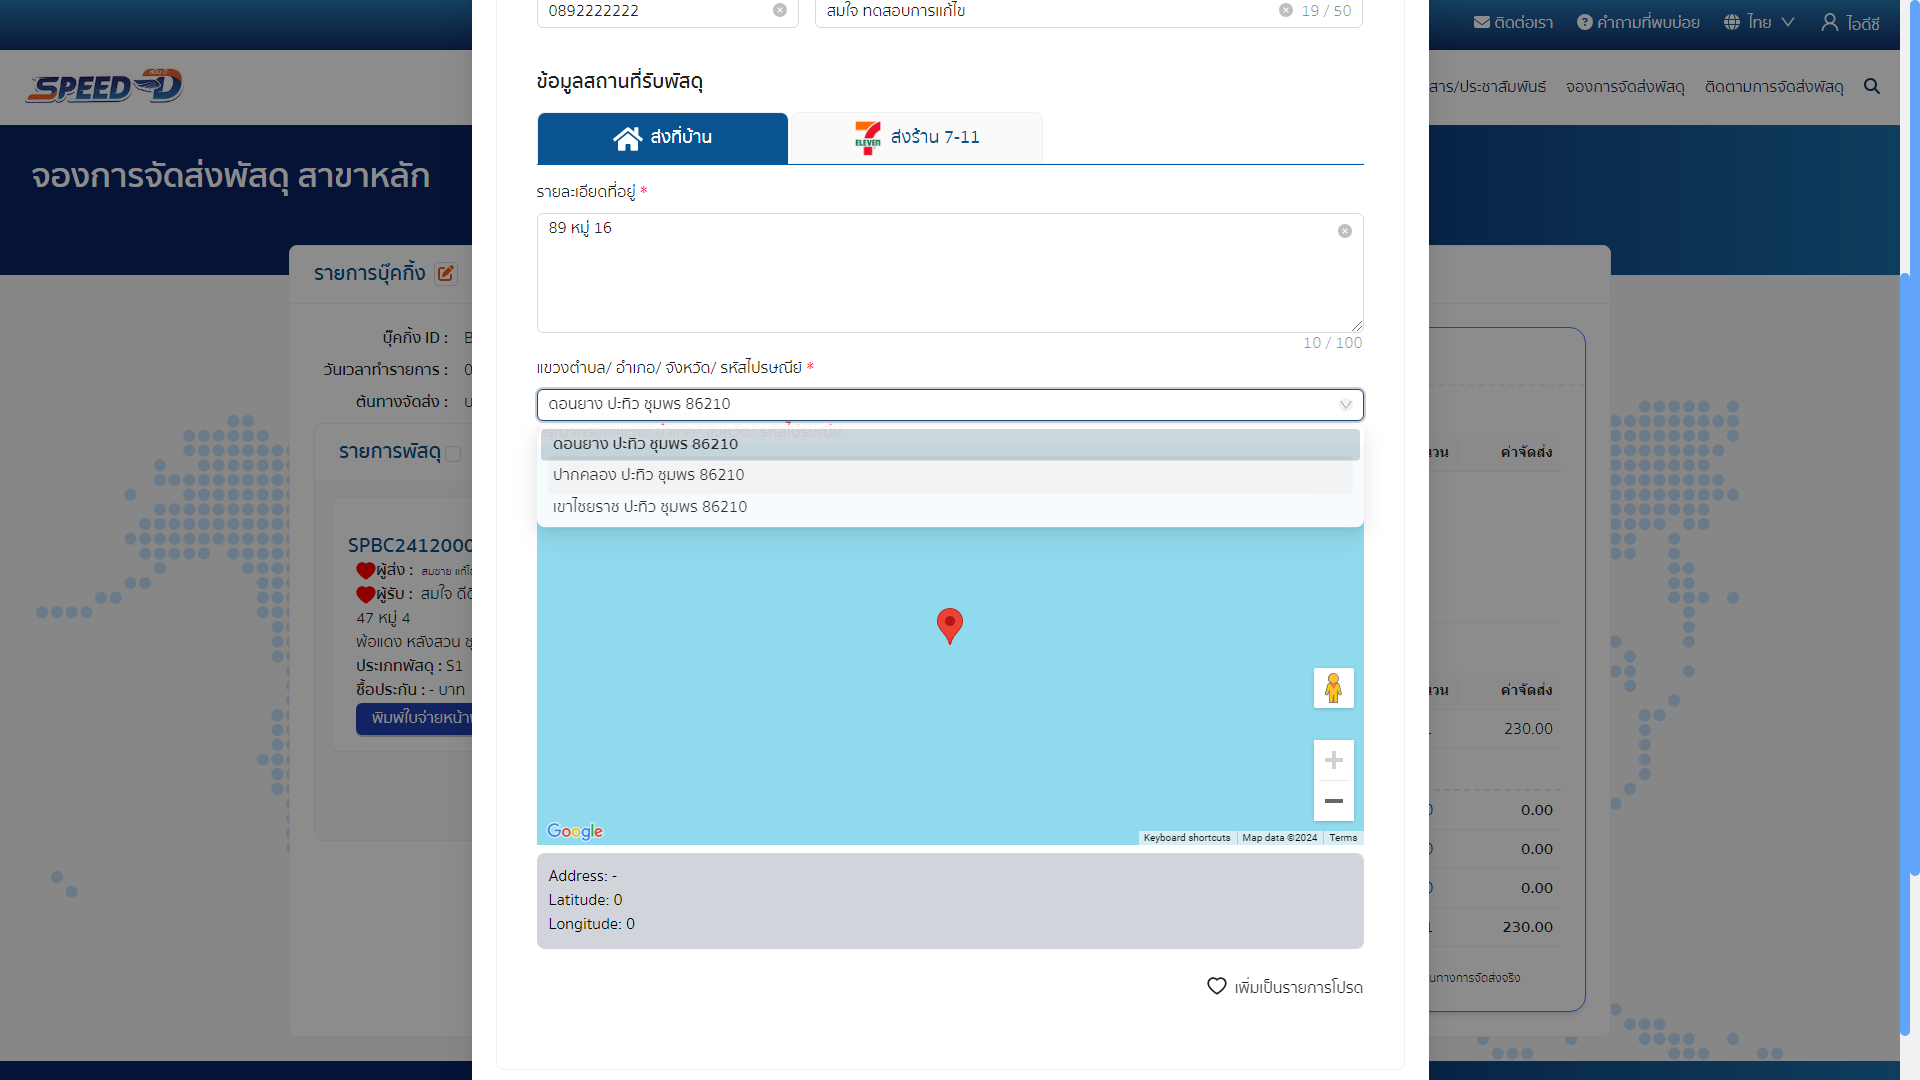 0892222222
สมใจ ทดสอบการแก้ไข
19 / 50
ติดต่อเรา
คำถามที่พบบ่อย
ไทย
ไอดีซี
SPEED D
สาร/ประชาสัมพันธ์
จองการจัดส่งพัสดุ
ติดตามการจัดส่งพัสดุ
ข้อมูลสถานที่รับพัสดุ
ส่งที่บ้าน
ELEVEN
ส่งร้าน 7-11
จองการจัดส่งพัสดุ สาขาหลัก
รายละเอียดที่อยู่ *
89 หมู่ 16
10 / 100
รายการบุ๊คกิ้ง
บุ๊คกิ้ง ID :
วันเวลาทำรายการ :
ต้นทางจัดส่ง :
แขวงตำบล/ อำเภอ/ จังหวัด/ รหัสไปรษณีย์ *
ดอนยาง ปะทิว ชุมพร 86210
ดอนยาง ปะทิว ชุมพร 86210
ปากคลอง ปะทิว ชุมพร 86210
เขาไชยราช ปะทิว ชุมพร 86210
รายการพัสดุ
SPBC2412000
ผู้ส่ง : สมชาย แก้ไ
ผู้รับ : สมใจ ดีดี
47 หมู่ 4
พ้อแดง หลังสวน ชุ
ประเภทพัสดุ : S1
ซื้อประกัน : - บาท
พิมพ์ใบจ่ายหน้า
ค่าจัดส่ง
ค่าจัดส่ง
230.00
0.00
0.00
0.00
230.00
นทางการจัดส่งจริง
Google
Keyboard shortcuts
Map data ©2024
Terms
Address: -
Latitude: 0
Longitude: 0
เพิ่มเป็นรายการโปรด